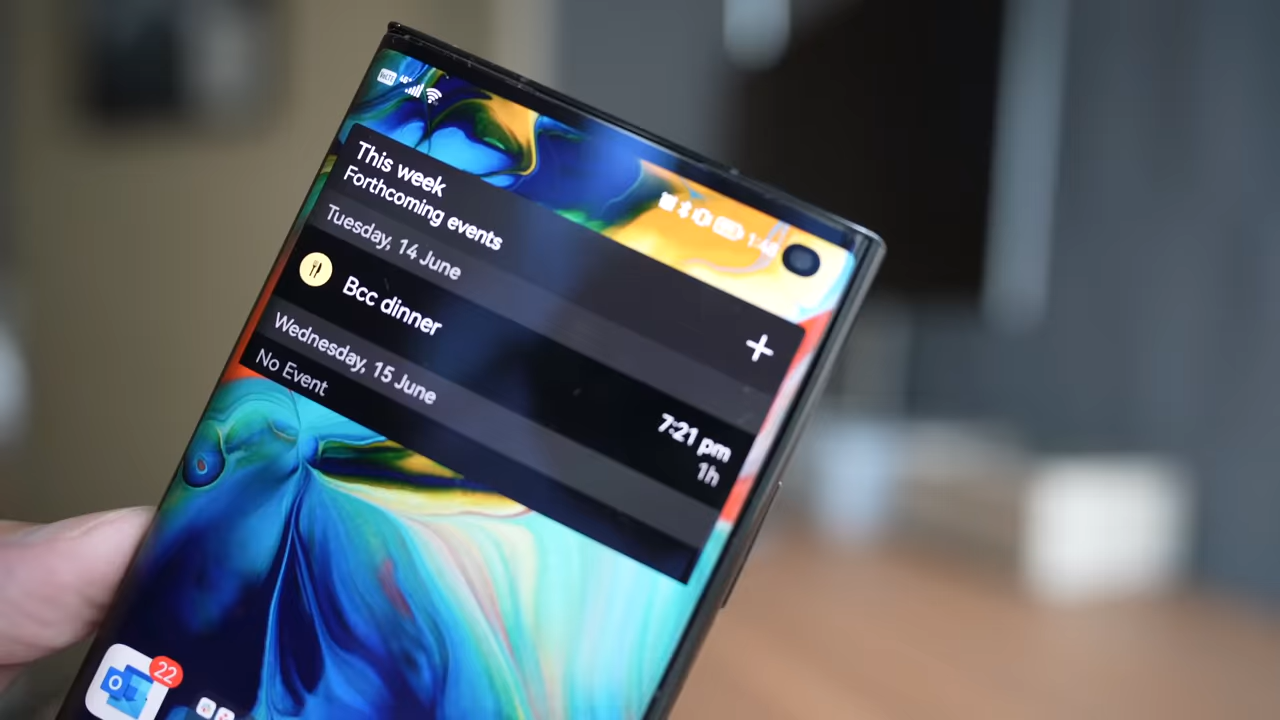 This week
Forthcoming events
Tuesday, 14 June
Bcc dinner
7:21 pm
1h
Wednesday, 15 June
No Event
22